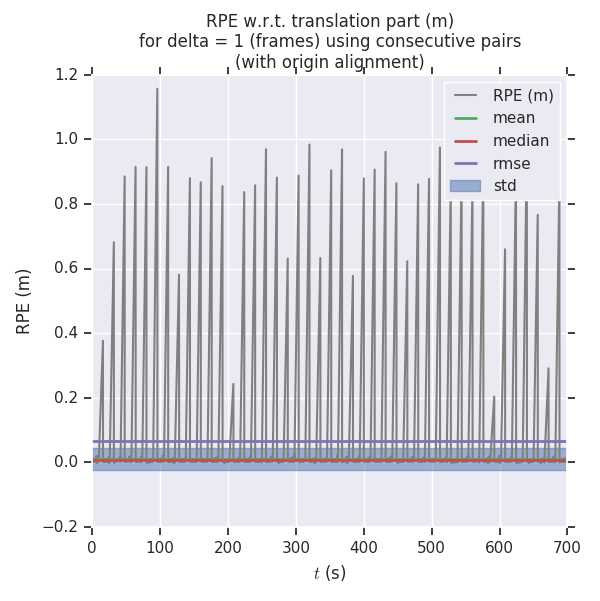 RPE w.r.t. translation part (m)
for delta = 1 (frames) using consecutive pairs
(with origin alignment)
1.2
1.0
0.8
0.6
0.4
0.2
0.0
−0.2
RPE (m)
RPE (m)
mean
median
rmse
std
0 100 200 300 400 500 600 700
t (s)